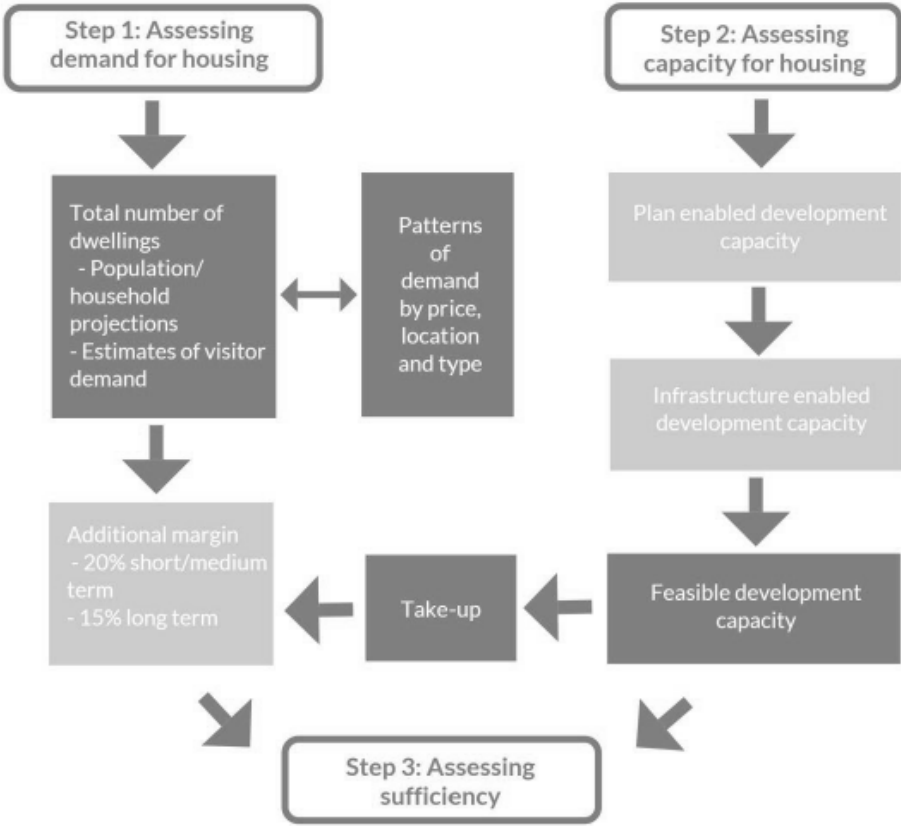 Step 1: Assessing
demand for housing
Step 2: Assessing
capacity for housing
Total number of
dwellings
- Population/
household
projections
- Estimates of visitor
demand
Patterns
of
demand
by price,
location
and type
Plan enabled development
capacity
Infrastructure enabled
development capacity
Additional margin
- 20% short/medium
term
- 15% long term
Take-up
Feasible development
capacity
Step 3: Assessing
sufficiency